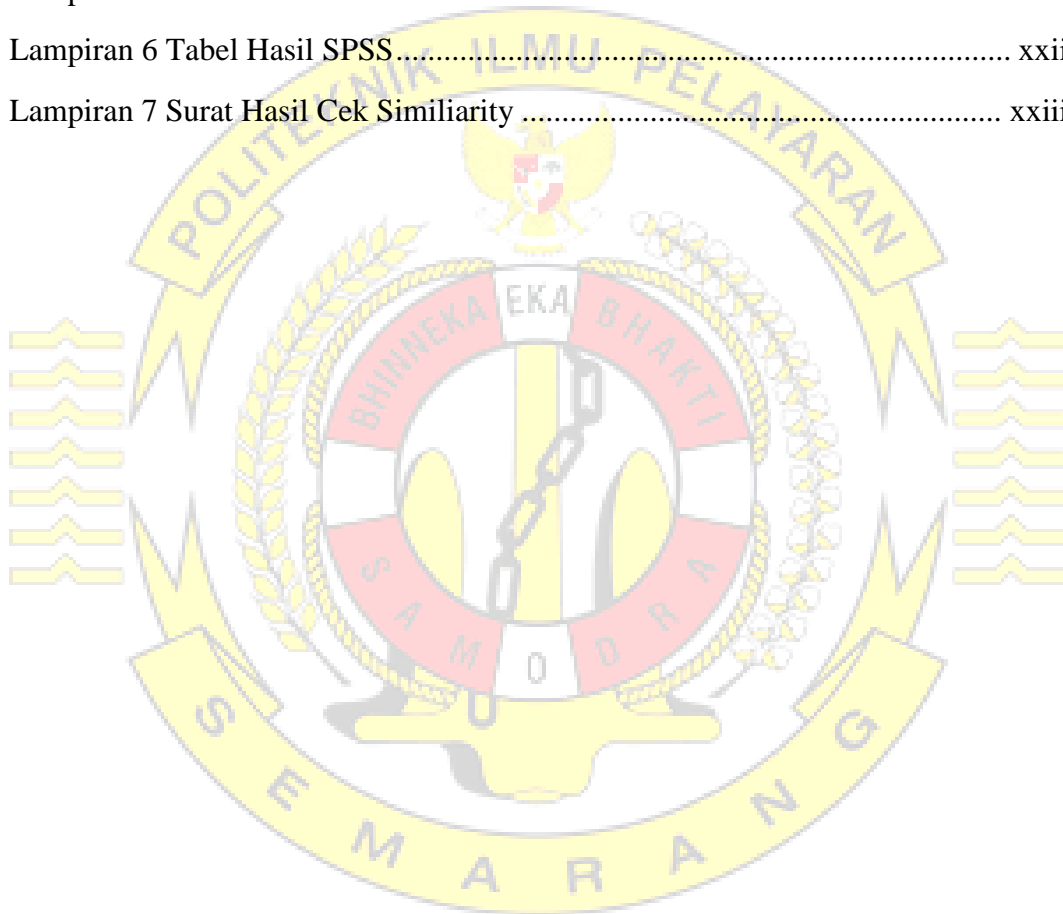 Lampiran 6 Tabel Hasil SPSS............................................................................. xxii
Lampiran 7 Surat Hasil Cek Similiarity ............................................................ xxiii
POLITEKNIK ILMU PELAYARAN
BHINNEKA EKA BHAKTI
SAMODRA
SEMARANG